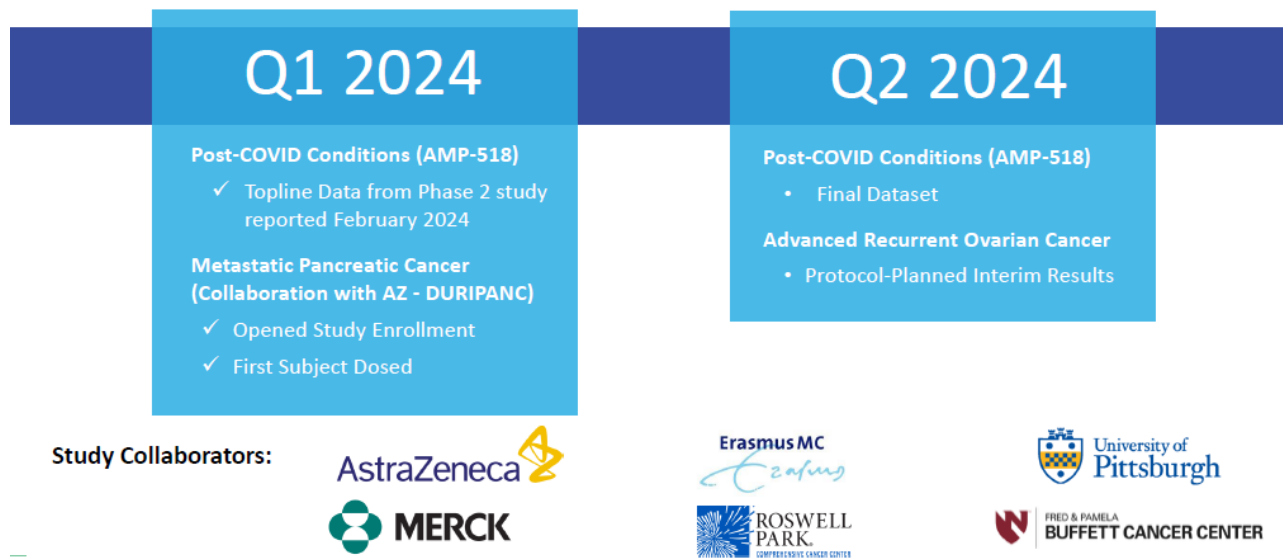 Q1 2024
Post-COVID Conditions (AMP-518)
✓ Topline Data from Phase 2 study
reported February 2024
Metastatic Pancreatic Cancer
(Collaboration with AZ - DURIPANC)
✓ Opened Study Enrollment
✓ First Subject Dosed
Q2 2024
Post-COVID Conditions (AMP-518)
• Final Dataset
Advanced Recurrent Ovarian Cancer
• Protocol-Planned Interim Results
Study Collaborators:
AstraZeneca
MERCK
Erasmus MC
Erasmus
ROSWELL
PARK.
COMPREHENSIVE CANCER CENTER
University of
Pittsburgh
N
FRED & PAMELA
BUFFETT CANCER CENTER